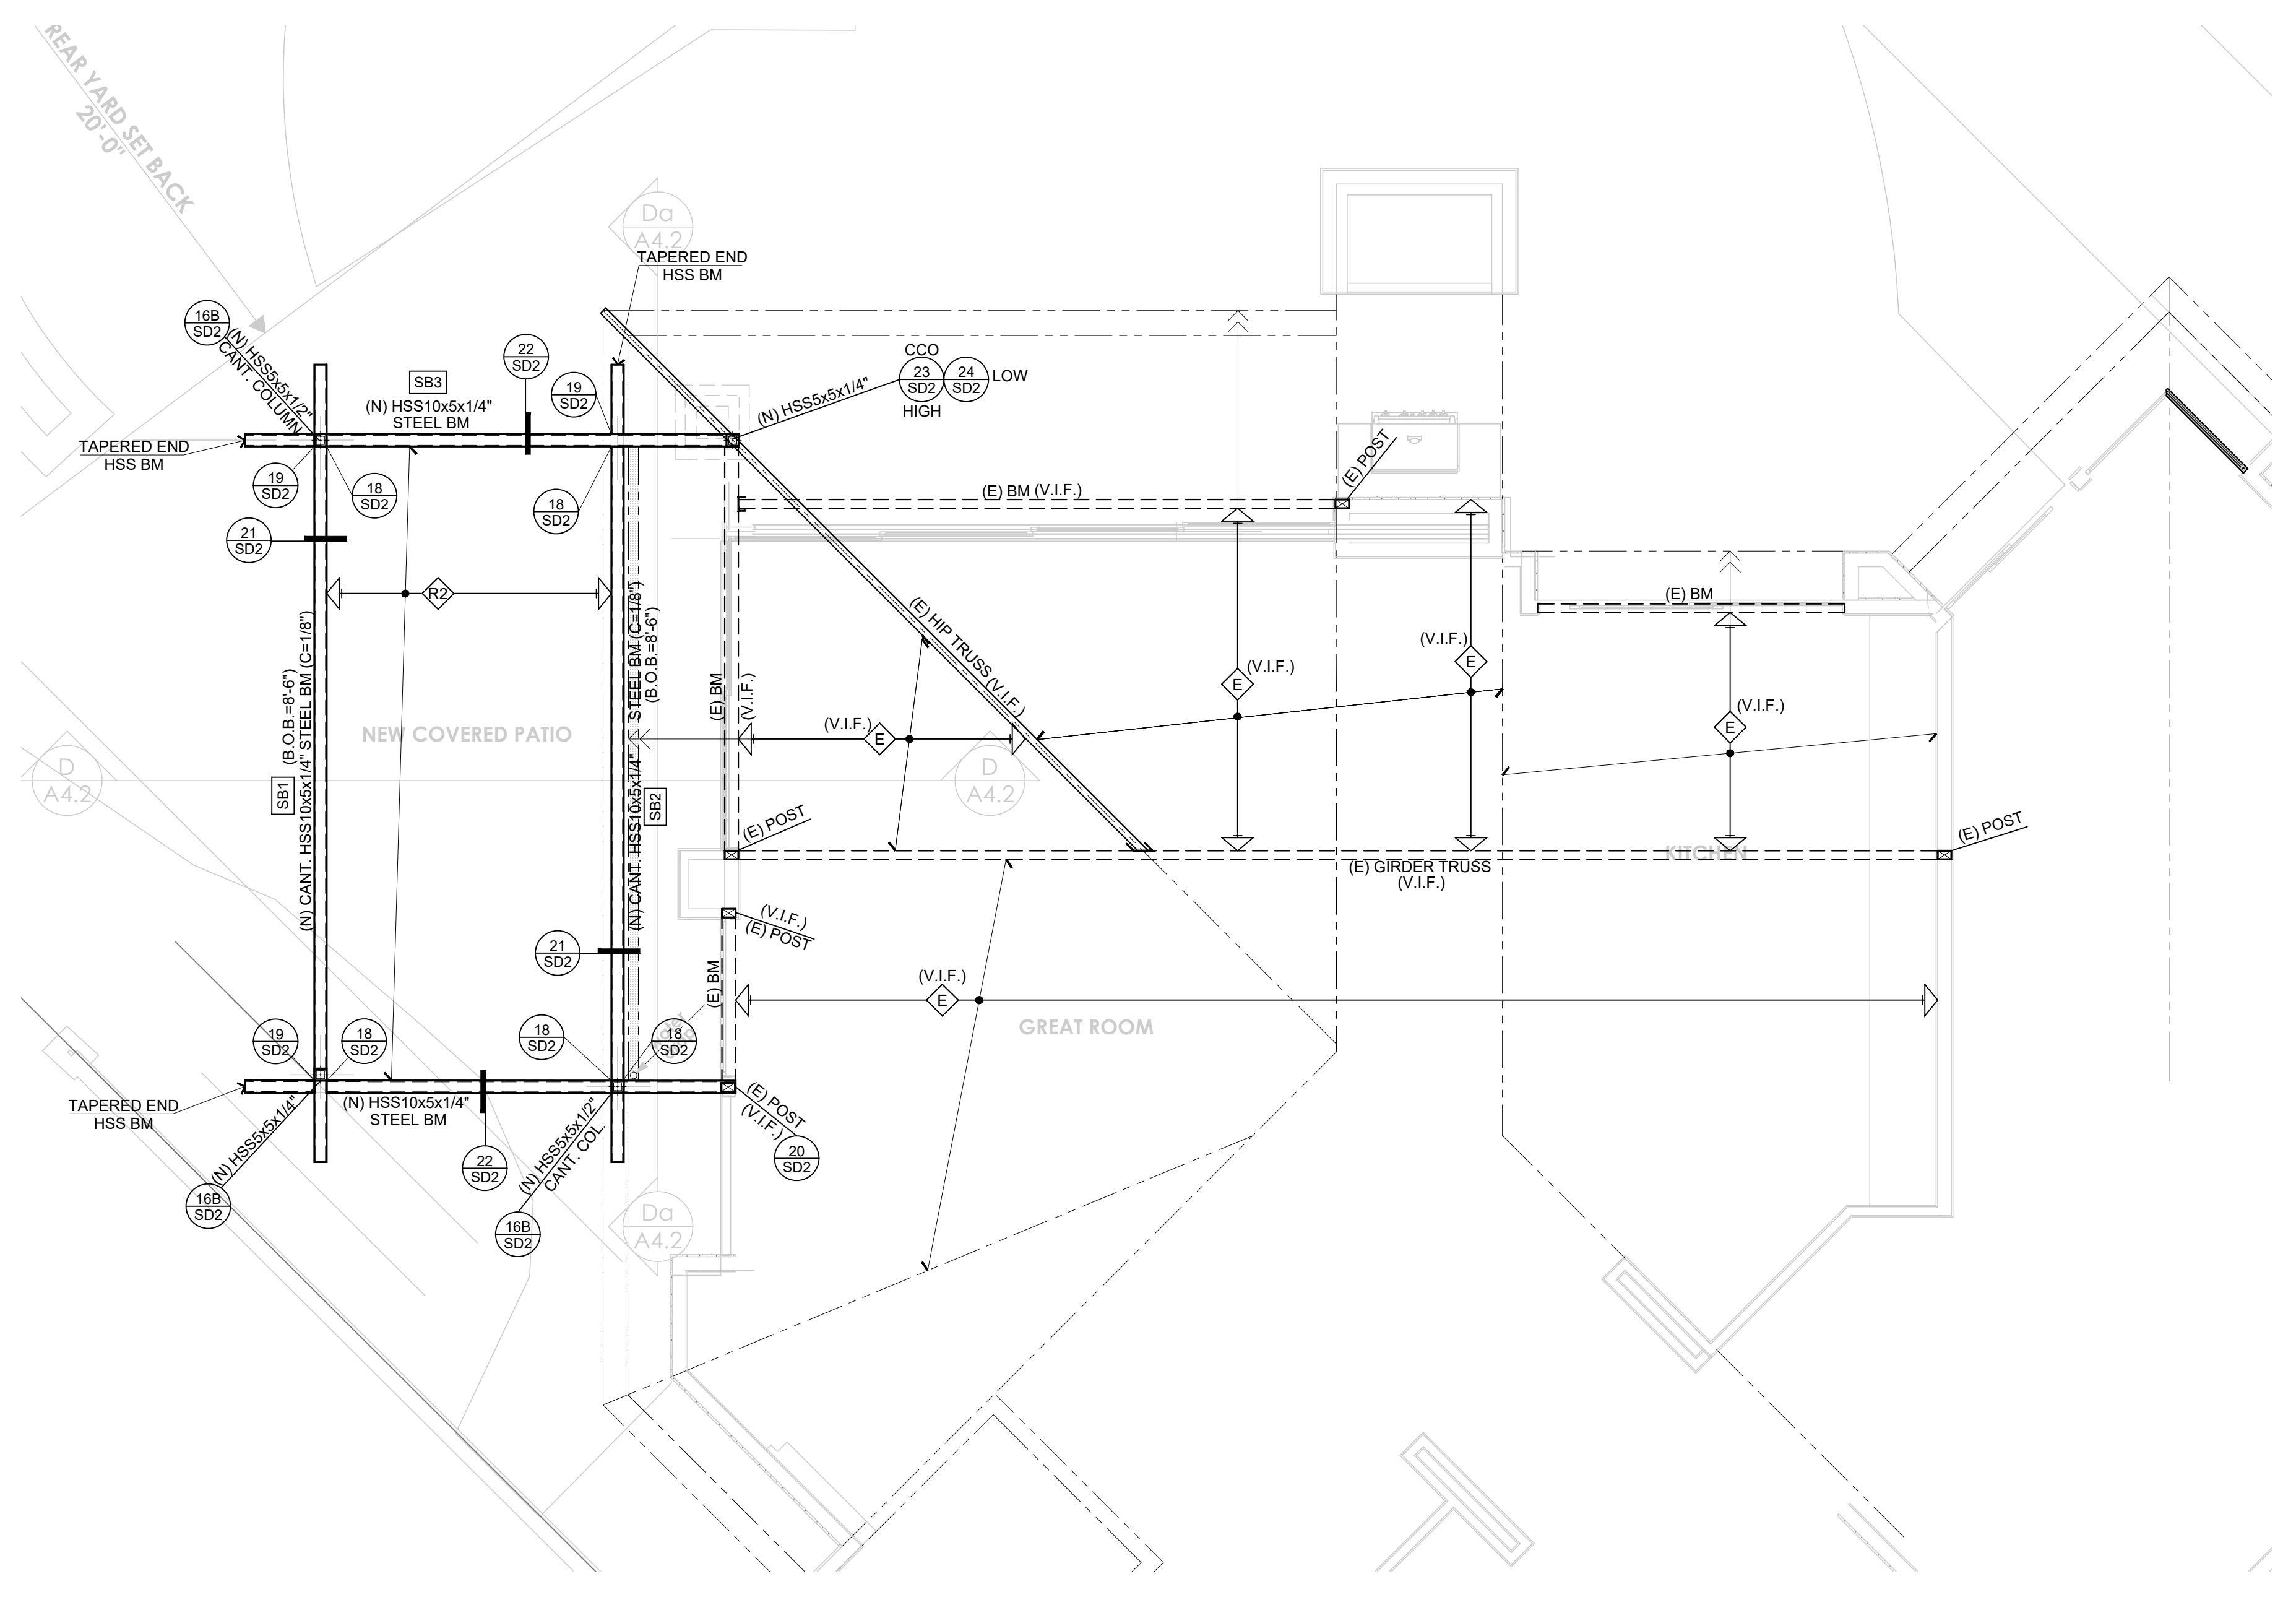 REAR YARD SET BACK
20'-0"
Da
A4.2
TAPERED END
HSS BM
16B
SD2
(N) HSS5x5x1/2"
CANT. COLUMN
22
SD2
SB3
(N) HSS10x5x1/4"
STEEL BM
19
SD2
CCO
23
SD2
24
SD2
LOW
HIGH
(N) HSS5x5x1/4"
TAPERED END
HSS BM
19
SD2
18
SD2
18
SD2
21
SD2
(E) BM (V.I.F.)
(E) POST
R2
(E) BM
SB1
(N) CANT. HSS10x5x1/4" STEEL BM (C=1/8")
(B.O.B.=8'-6")
SB2
(N) CANT. HSS10x5x1/4" STEEL BM (C=1/8")
(B.O.B.=8'-6")
(E) BM
(V.I.F.)
(E) HIP TRUSS (V.I.F.)
(V.I.F.)
E
(V.I.F.)
E
(V.I.F.)
E
(V.I.F.)
E
NEW COVERED PATIO
D
A4.2
D
A4.2
(E) POST
(E) POST
KITCHEN
(E) GIRDER TRUSS
(V.I.F.)
(V.I.F.)
(E) POST
21
SD2
(E) BM
(V.I.F.)
E
GREAT ROOM
19
SD2
18
SD2
18
SD2
18
SD2
TAPERED END
HSS BM
(N) HSS10x5x1/4"
STEEL BM
(E) POST
(V.I.F.)
20
SD2
(N) HSS5x5x1/4"
16B
SD2
22
SD2
(N) HSS5x5x1/2"
CANT. COL.
16B
SD2
Da
A4.2